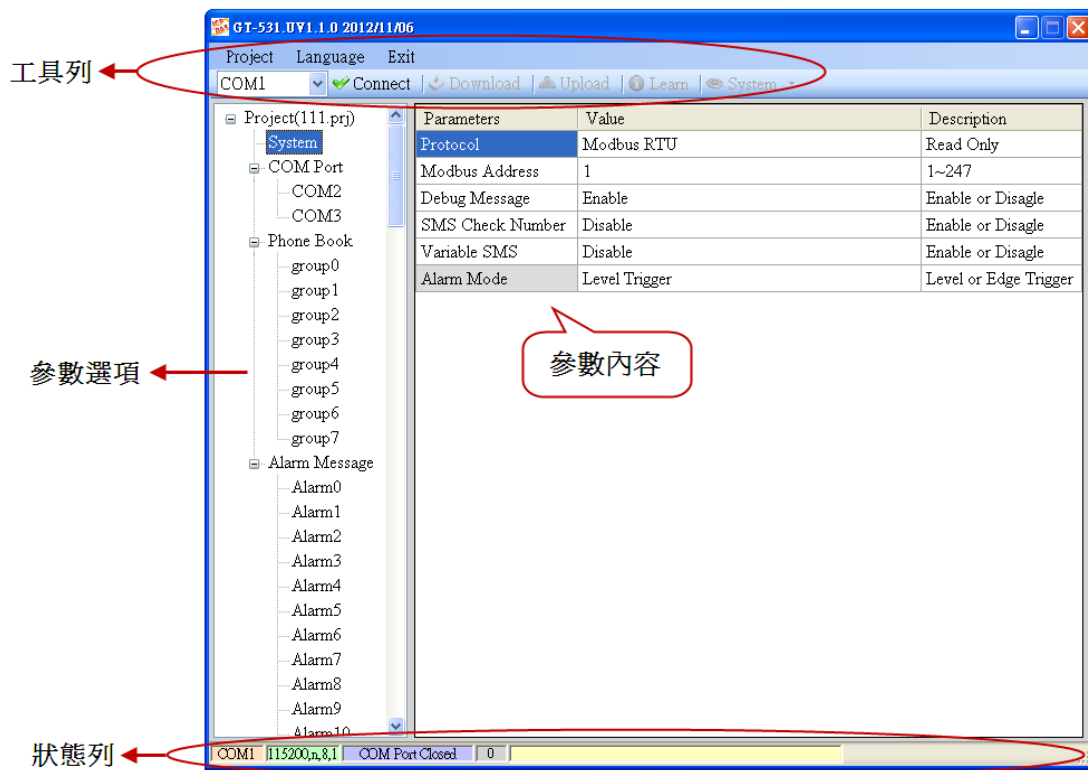 GT-531.UV1.1.0 2012/11/06
Project Language Exit
工具列
COM1 Connect Download Upload Learn System
Project(111.prj)
System
COM Port
COM2
COM3
Phone Book
group0
group1
group2
group3
group4
group5
group6
group7
Alarm Message
Alarm0
Alarm1
Alarm2
Alarm3
Alarm4
Alarm5
Alarm6
Alarm7
Alarm8
Alarm9
Alarm10
參數選項
Parameters Value Description
Protocol Modbus RTU Read Only
Modbus Address 1 1~247
Debug Message Enable Enable or Disagle
SMS Check Number Disable Enable or Disagle
Variable SMS Disable Enable or Disagle
Alarm Mode Level Trigger Level or Edge Trigger
參數內容
狀態列
COM1 115200,n,8,1 COM Port Closed 0